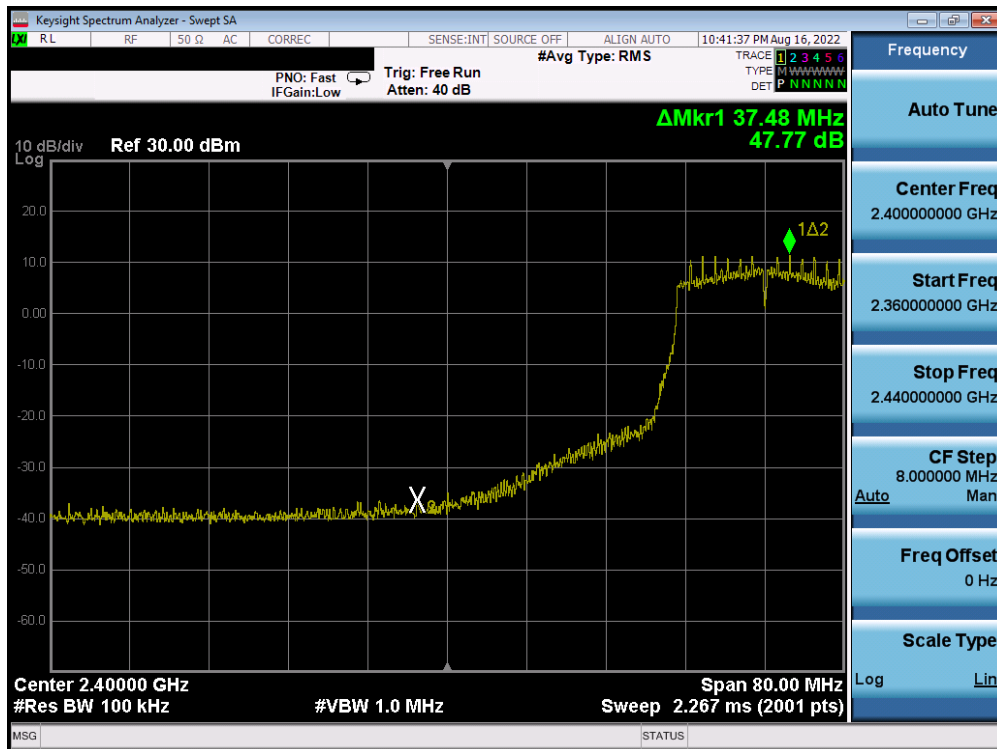 Keysight Spectrum Analyzer - Swept SA
LXI RL RF 50 Ω AC CORREC SENSE:INT SOURCE OFF ALIGN AUTO 10:41:37 PM Aug 16, 2022
#Avg Type: RMS
PNO: Fast
IFGain:Low
Trig: Free Run
Atten: 40 dB
TRACE 1 2 3 4 5 6
TYPE M WWWWW
DET P N N N N N
ΔMkr1 37.48 MHz
47.77 dB
10 dB/div Ref 30.00 dBm
Log
20.0
10.0
0.00
-10.0
-20.0
-30.0
-40.0
-50.0
-60.0
1Δ2
X
2
Center 2.40000 GHz Span 80.00 MHz
#Res BW 100 kHz #VBW 1.0 MHz Sweep 2.267 ms (2001 pts)
MSG STATUS
Frequency
Auto Tune
Center Freq
2.400000000 GHz
Start Freq
2.360000000 GHz
Stop Freq
2.440000000 GHz
CF Step
8.000000 MHz
Auto Man
Freq Offset
0 Hz
Scale Type
Log Lin